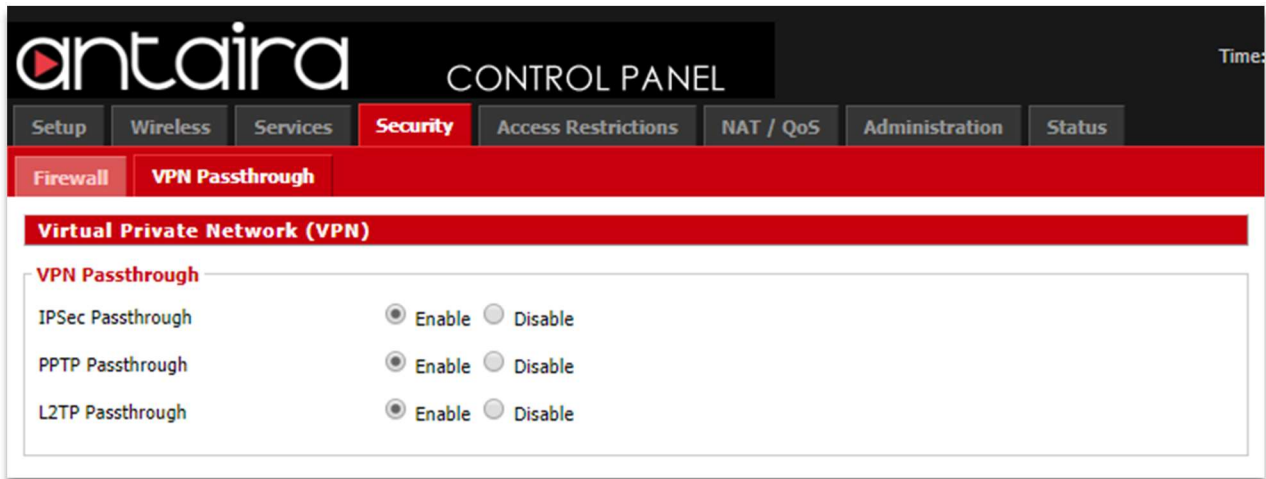 antaira CONTROL PANEL
Time:
Setup Wireless Services Security Access Restrictions NAT / QoS Administration Status
Firewall VPN Passthrough
Virtual Private Network (VPN)
VPN Passthrough
IPSec Passthrough Enable Disable
PPTP Passthrough Enable Disable
L2TP Passthrough Enable Disable